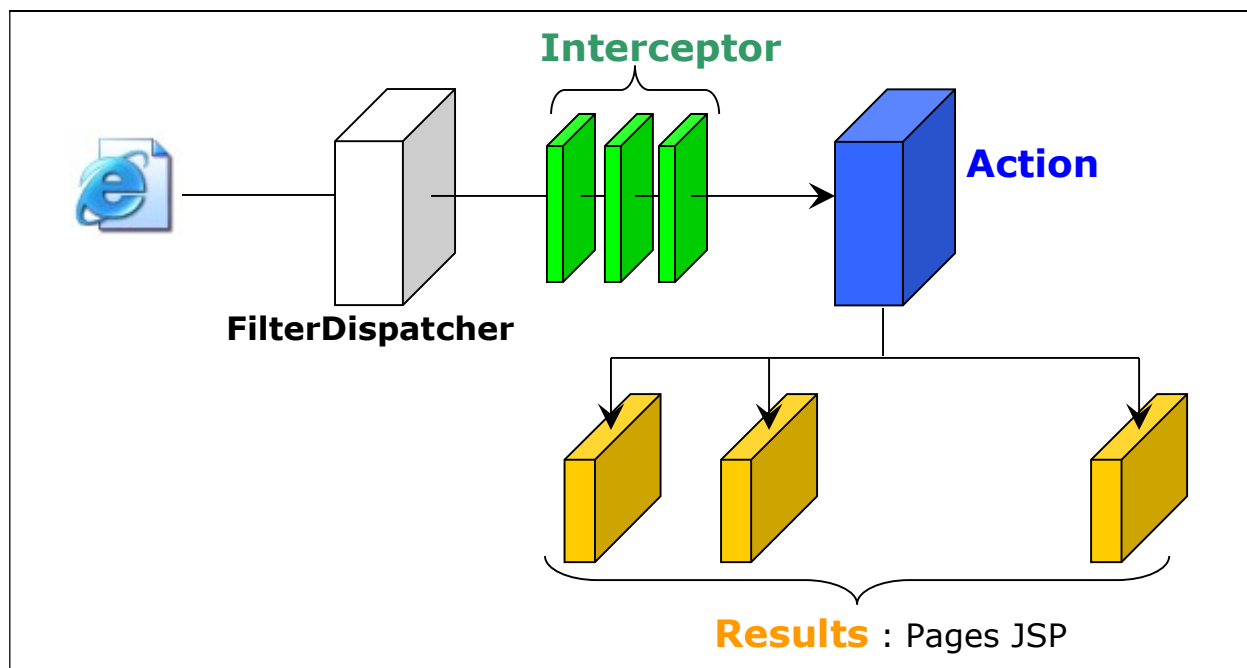 Interceptor
Action
FilterDispatcher
Results : Pages JSP